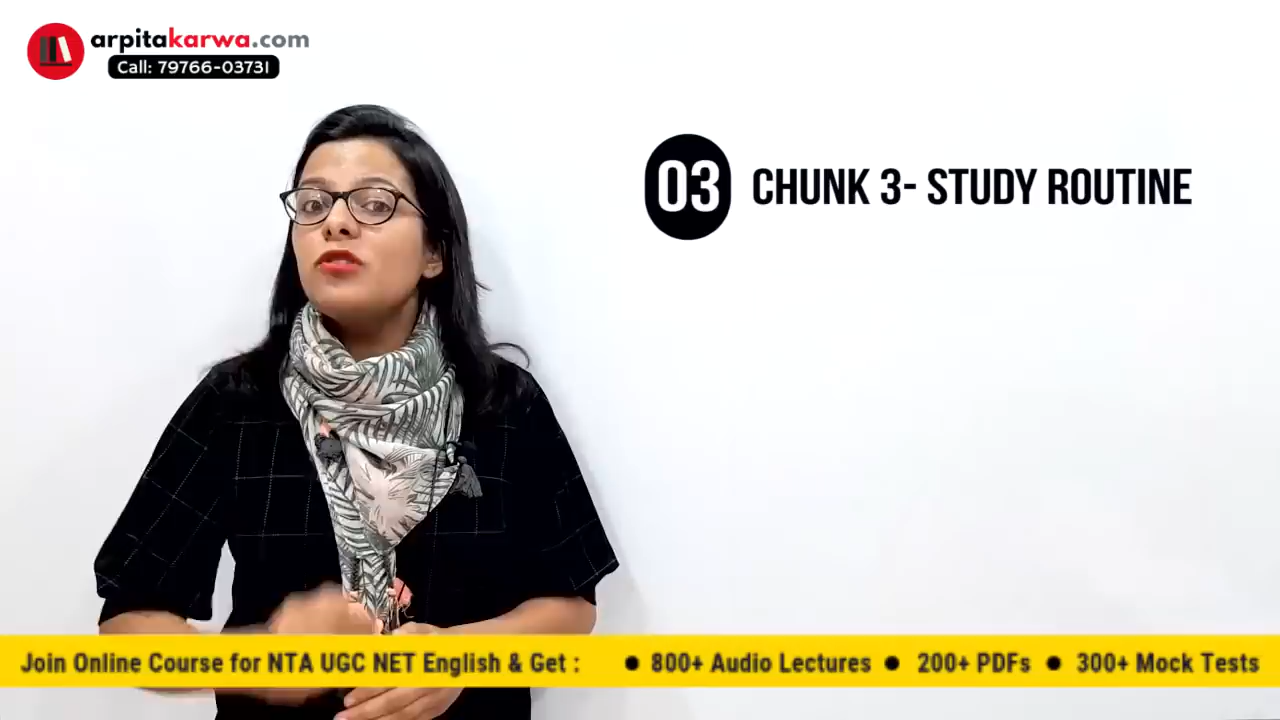 arpitakarwa.com
Call: 79766-03731
03 CHUNK 3- STUDY ROUTINE
Join Online Course for NTA UGC NET English & Get : ● 800+ Audio Lectures ● 200+ PDFs ● 300+ Mock Tests